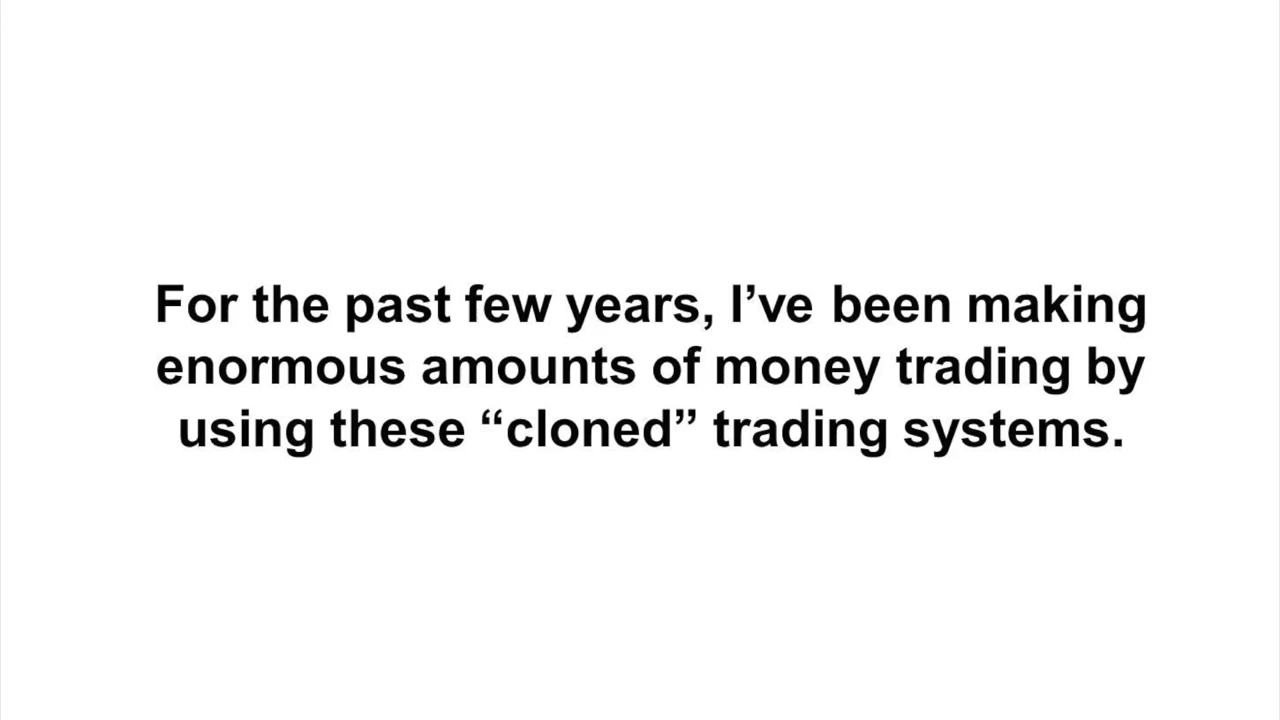 For the past few years, I’ve been making
enormous amounts of money trading by
using these “cloned” trading systems.